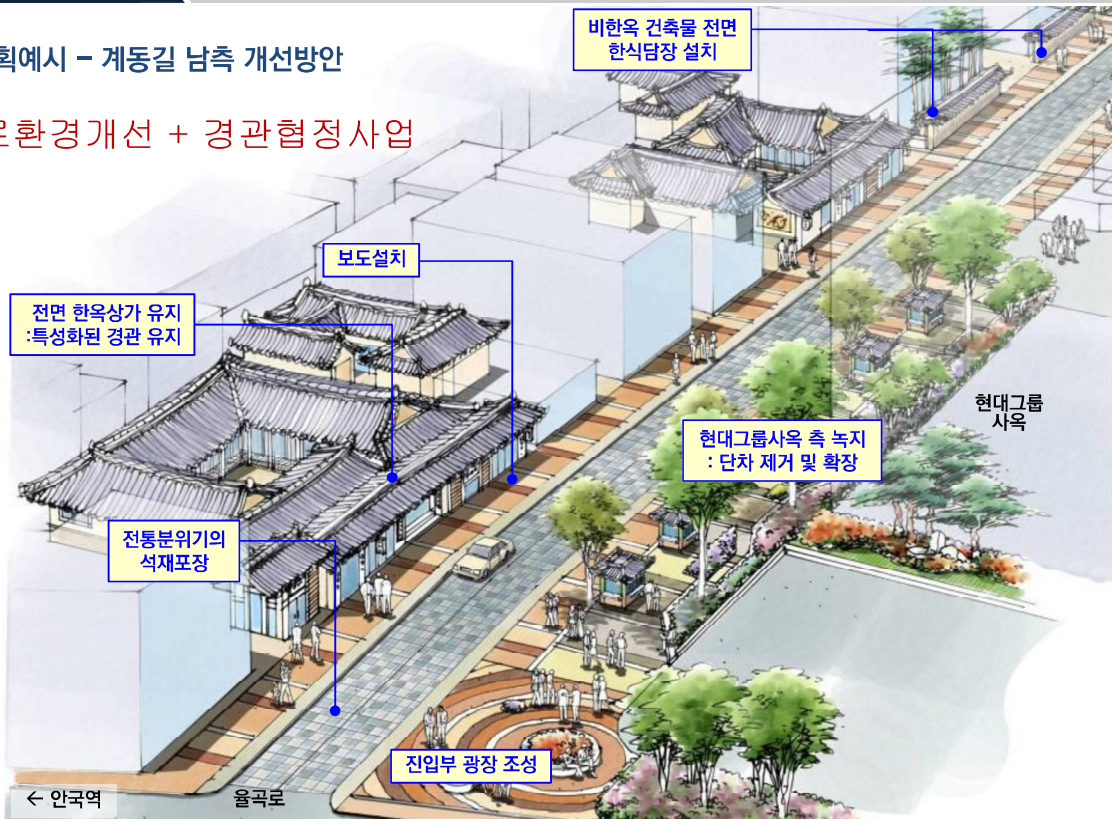 획예시 – 계동길 남측 개선방안
로환경개선 + 경관협정사업
비한옥 건축물 전면
한식담장 설치
보도설치
전면 한옥상가 유지
:특성화된 경관 유지
현대그룹
사옥
현대그룹사옥 측 녹지
: 단차 제거 및 확장
전통분위기의
석재포장
진입부 광장 조성
← 안국역
율곡로